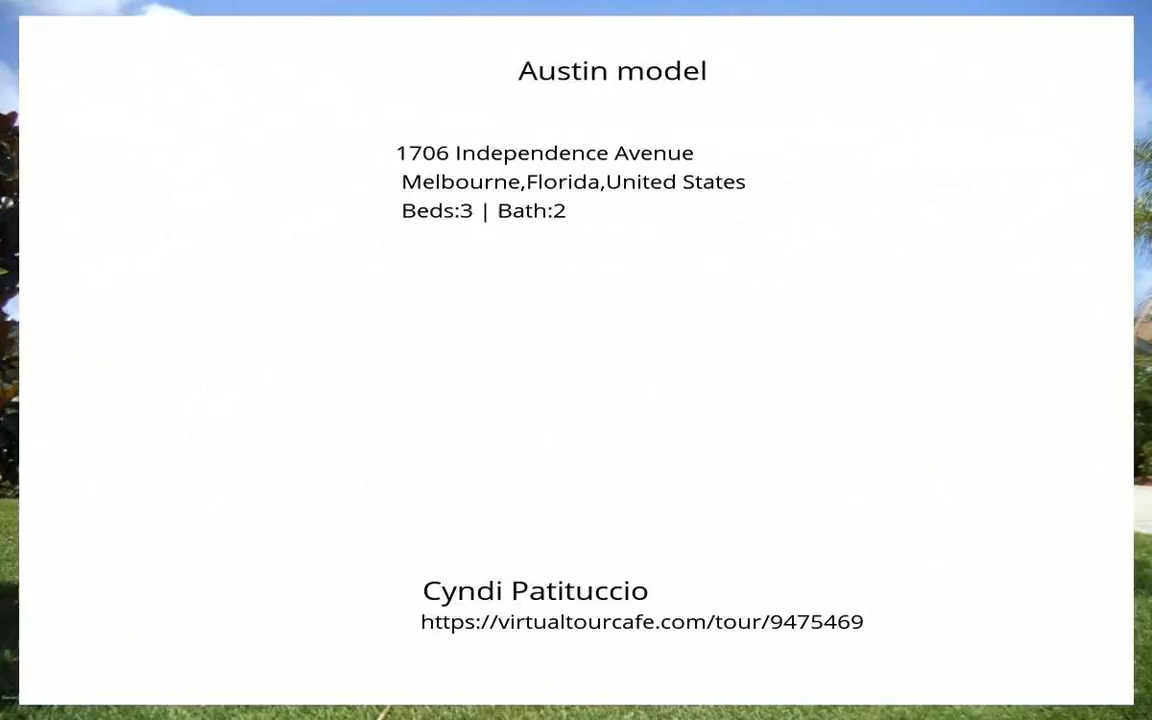 Austin model
1706 Independence Avenue
Melbourne,Florida,United States
Beds:3 | Bath:2
Cyndi Patituccio
https://virtualtourcafe.com/tour/9475469